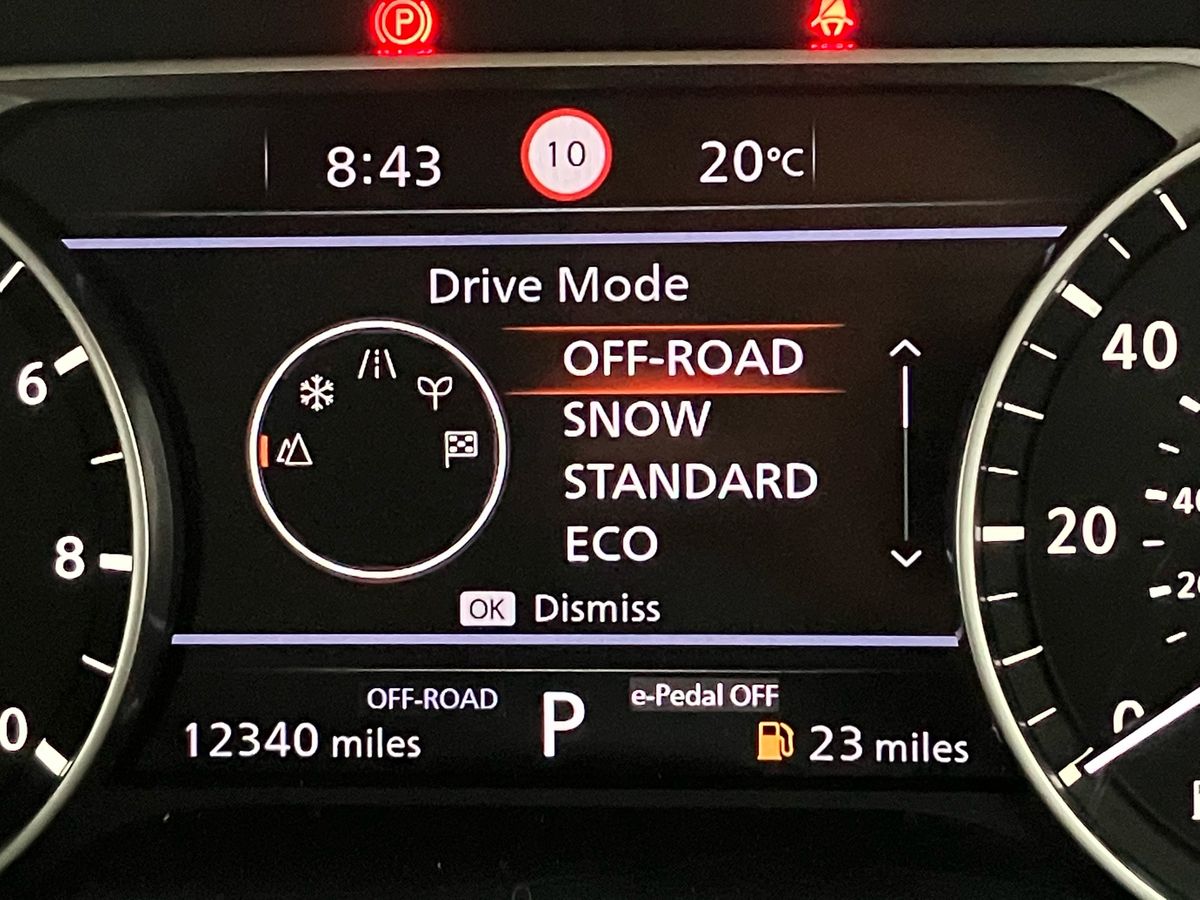 P
8:43
10
20°C
Drive Mode
OFF-ROAD
SNOW
STANDARD
ECO
OK Dismiss
OFF-ROAD
P
e-Pedal OFF
12340 miles
23 miles
6
8
40
20
0